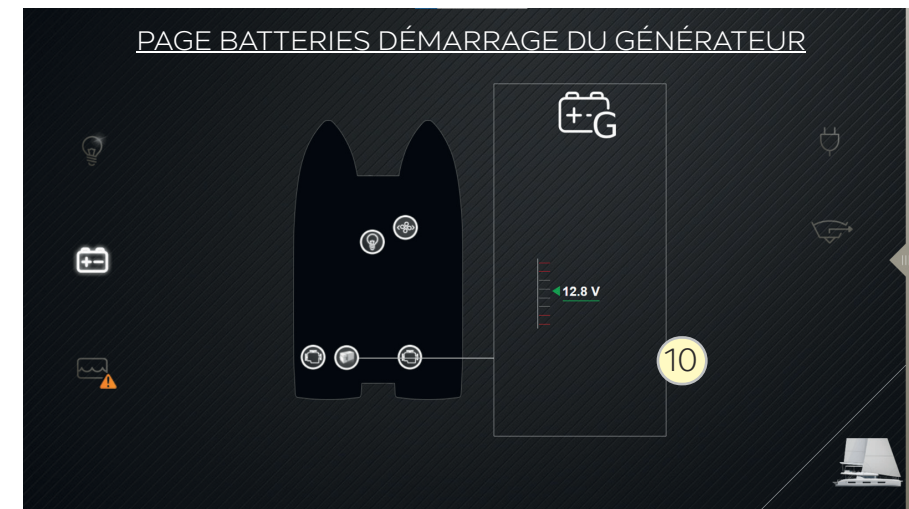 PAGE BATTERIES DÉMARRAGE DU GÉNÉRATEUR
+-G
+-
12.8 V
10